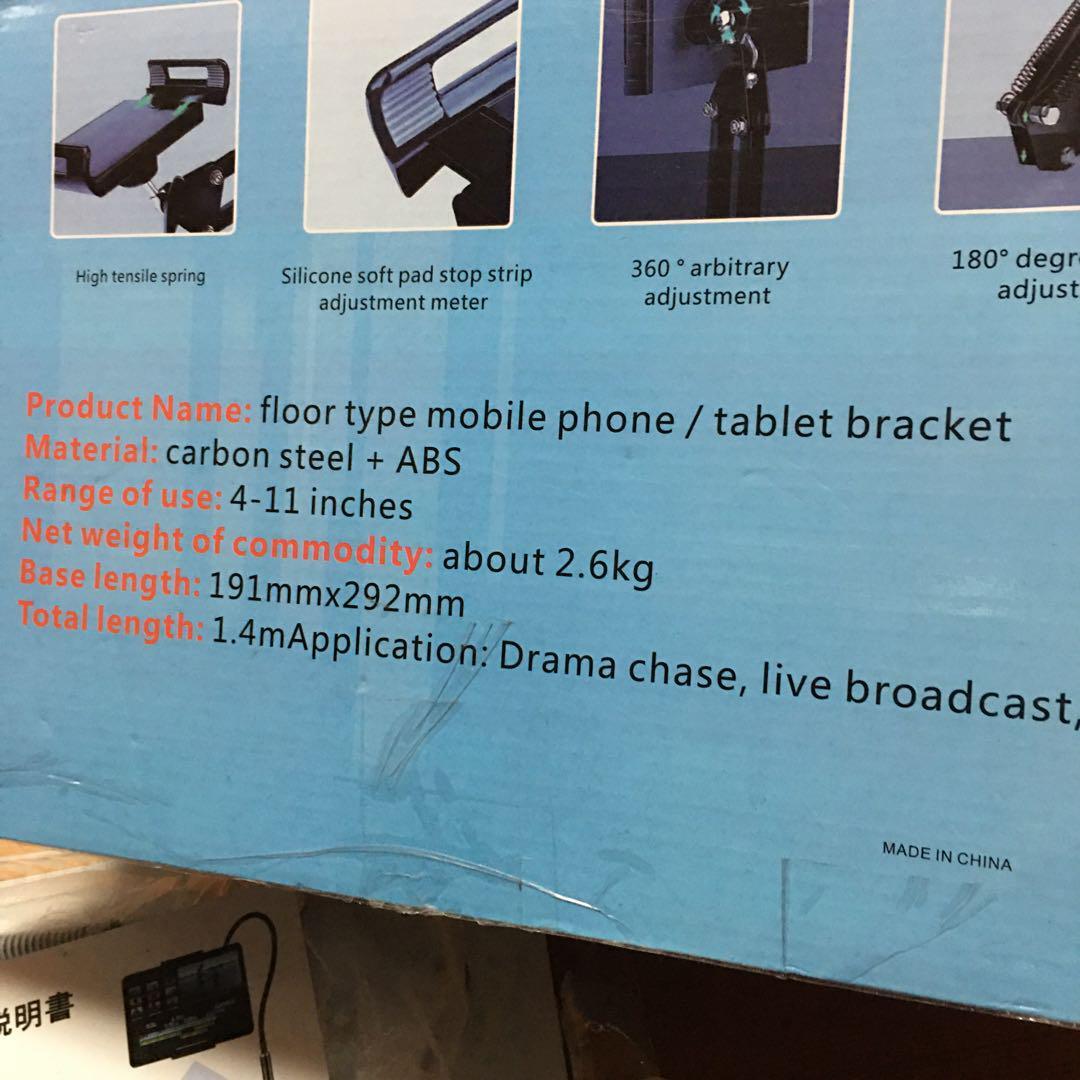 High tensile spring
Silicone soft pad stop strip
adjustment meter
360 ° arbitrary
adjustment
180°
Product Name: floor type mobile phone / tablet bracket
Material: carbon steel + ABS
Range of use: 4-11 inches
Net weight of commodity: about 2.6kg
Base length: 191mmx292mm
Total length: 1.4mApplication: Drama chase, live broadcast,
MADE IN CHINA
明書